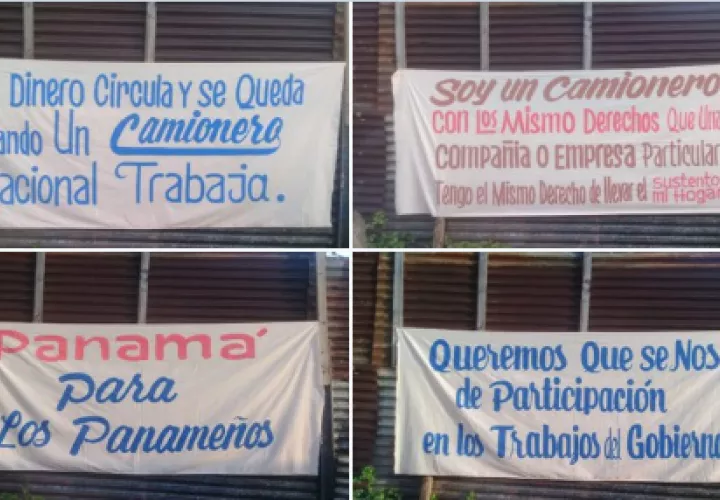 Dinero Circula y se Queda
ando Un Camionero
acional Trabaja.
Soy un Camionero
con Los Mismo Derechos Que Una
Compañia o Empresa Particular
Tengo el Mismo Derecho de llevar el sustento
mi Hogar
Panamá
para
Los Panameños
Queremos Que se Nos
de Participación
en los Trabajos del Gobierno